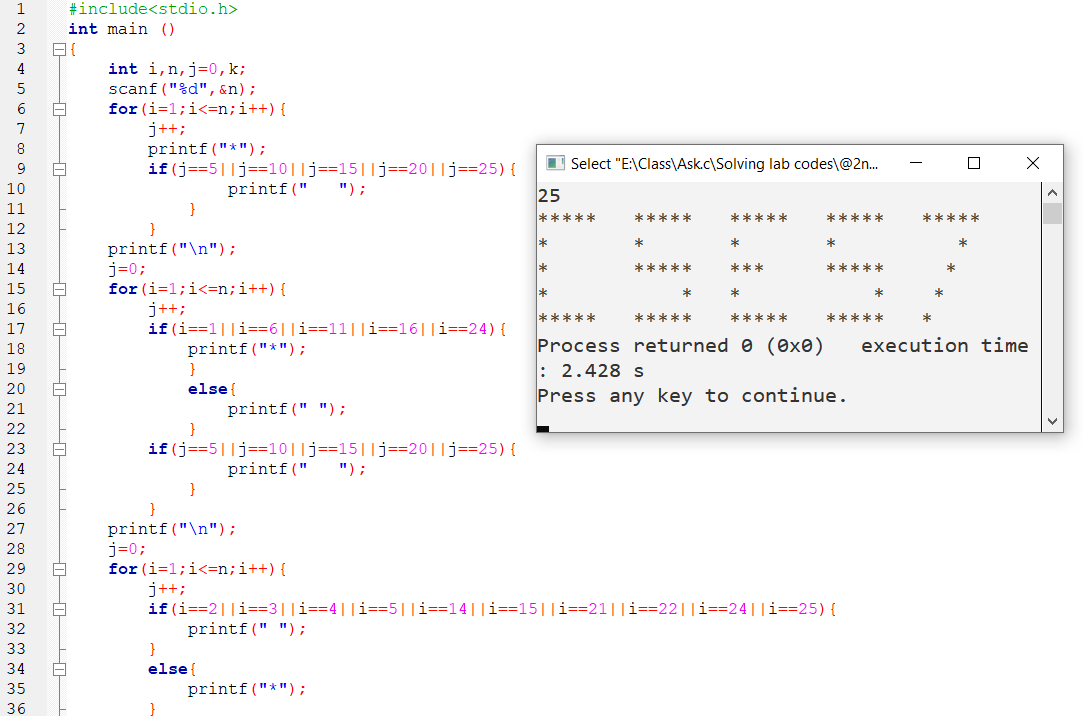 1 #include<stdio.h>
2 int main ()
3 {
4     int i,n,j=0,k;
5     scanf("%d",&n);
6     for(i=1;i<=n;i++){
7         j++;
8         printf("*");
9         if(j==5||j==10||j==15||j==20||j==25){
10                 printf("   ");
11             }
12         }
13     printf("\n");
14     j=0;
15     for(i=1;i<=n;i++){
16         j++;
17         if(i==1||i==6||i==11||i==16||i==24){
18             printf("*");
19             }
20             else{
21                 printf(" ");
22             }
23         if(j==5||j==10||j==15||j==20||j==25){
24                 printf("   ");
25             }
26         }
27     printf("\n");
28     j=0;
29     for(i=1;i<=n;i++){
30         j++;
31         if(i==2||i==3||i==4||i==5||i==14||i==15||i==21||i==22||i==24||i==25){
32             printf(" ");
33         }
34         else{
35             printf("*");
36         }
Select "E:\Class\Ask.c\Solving lab codes\@2n...
25
*****   *****   *****   *****   *****
*       *       *       *          *
*       *****   ***     *****     *
*           *   *           *    *
*****   *****   *****   *****   *
Process returned 0 (0x0)   execution time
: 2.428 s
Press any key to continue.